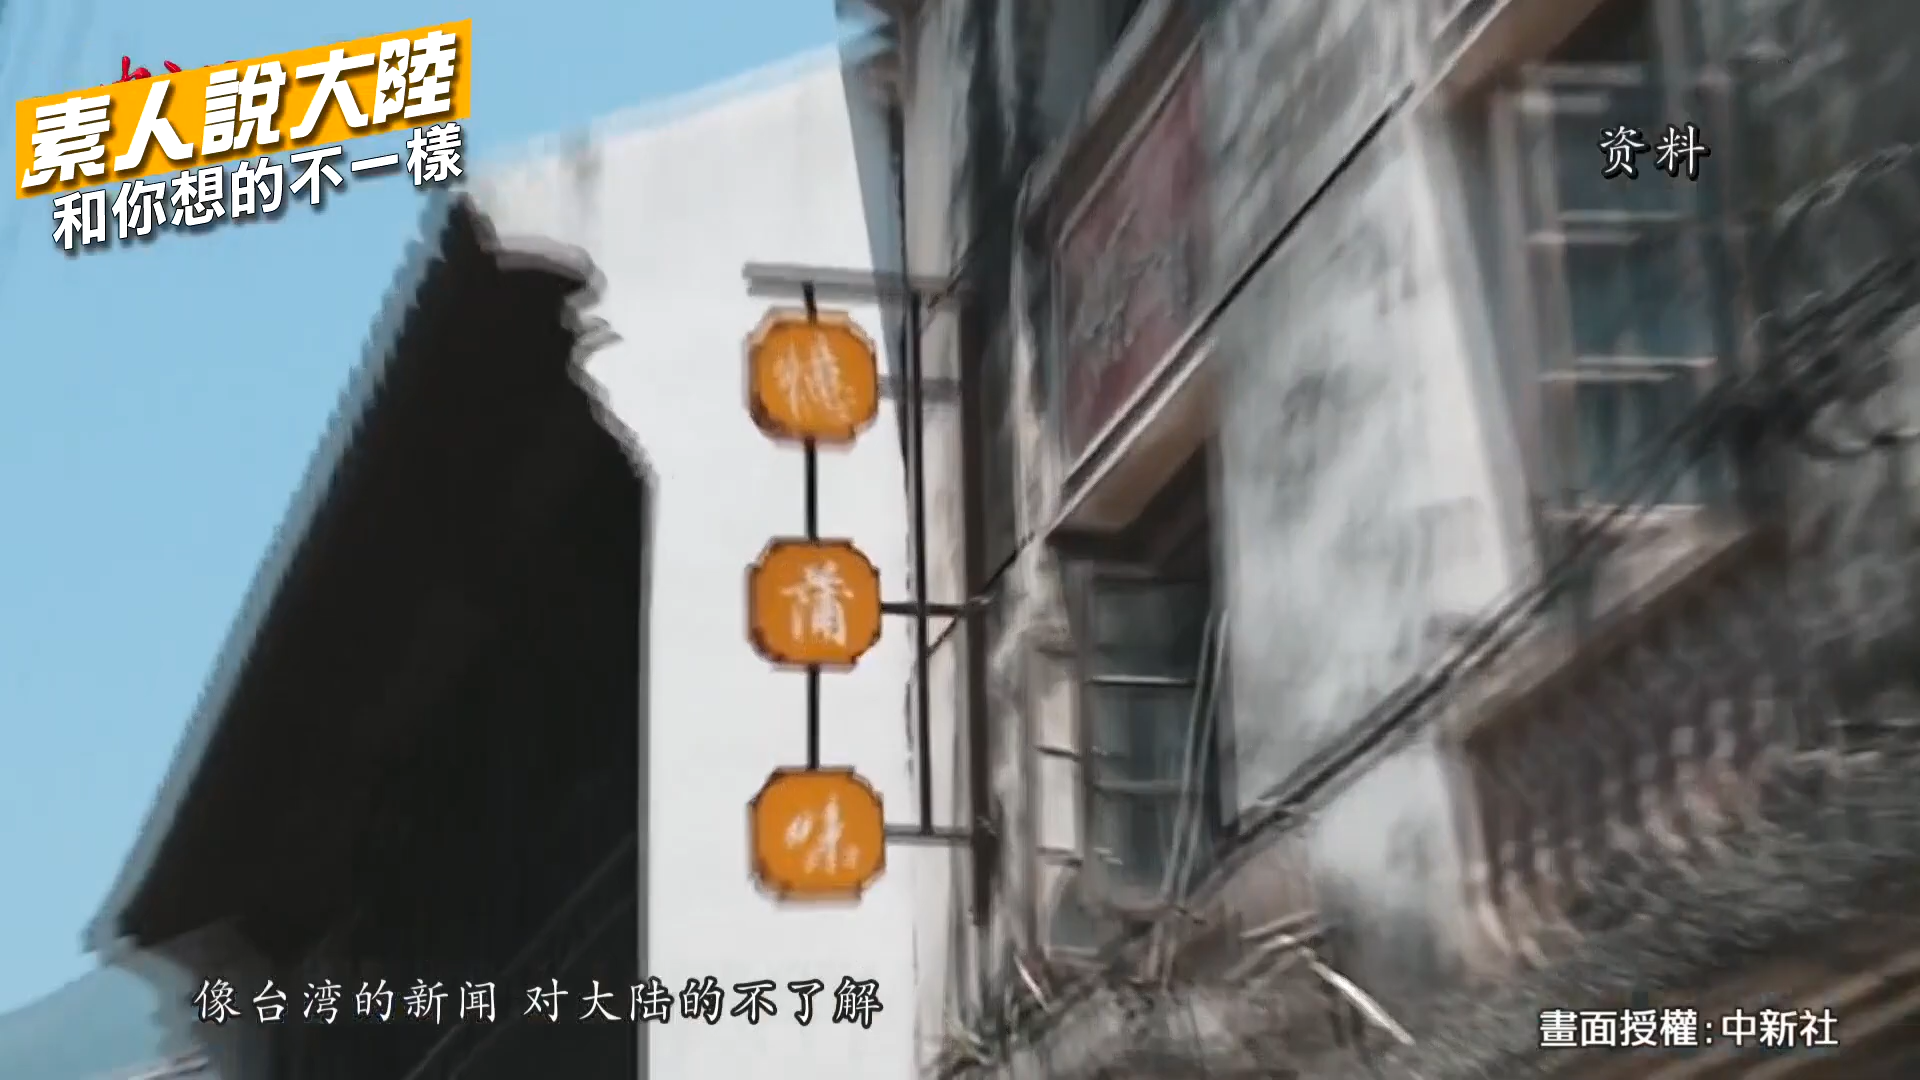 素人說大陸
和你想的不一樣
资料
蒲
味
像台湾的新闻 对大陆的不了解
畫面授權:中新社